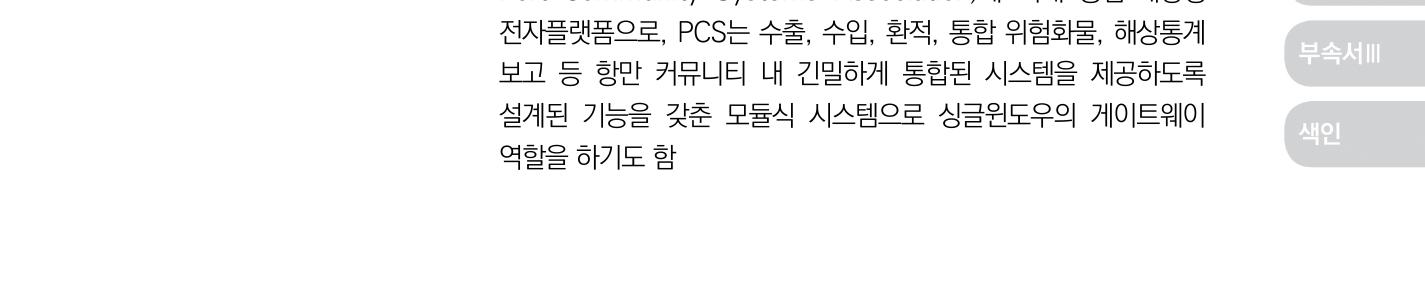 전자플랫폼으로, PCS는 수출, 수입, 환적, 통합 위험화물, 해상통계
보고 등 항만 커뮤니티 내 긴밀하게 통합된 시스템을 제공하도록
설계된 기능을 갖춘 모듈식 시스템으로 싱글윈도우의 게이트웨이
역할을 하기도 함
부속서Ⅲ
색인